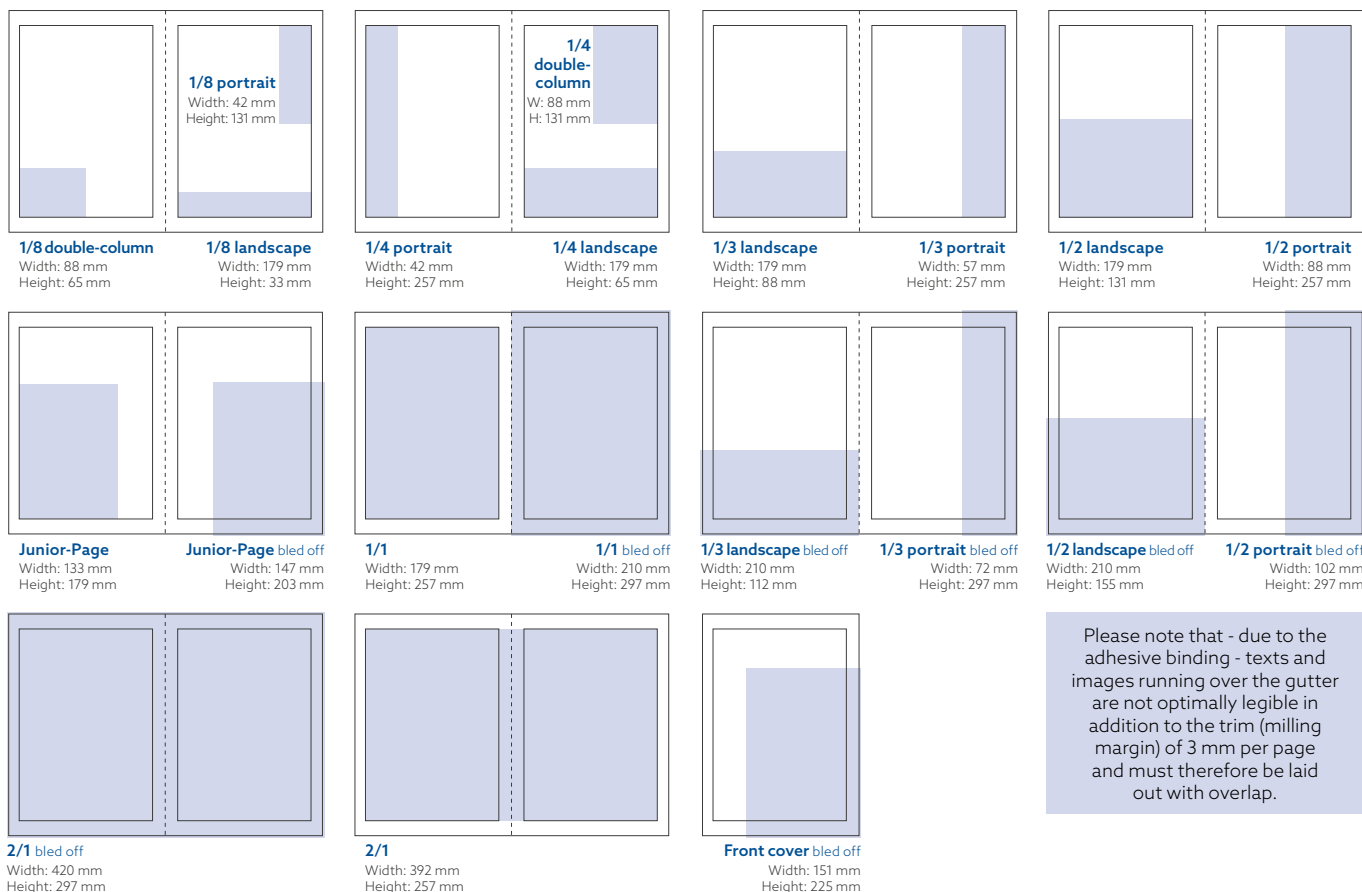 1/8 portrait
Width: 42 mm
Height: 131 mm
1/4
double-
column
W: 88 mm
H: 131 mm
1/8 double-column
Width: 88 mm
Height: 65 mm
1/8 landscape
Width: 179 mm
Height: 33 mm
1/4 portrait
Width: 42 mm
Height: 257 mm
1/4 landscape
Width: 179 mm
Height: 65 mm
1/3 landscape
Width: 179 mm
Height: 88 mm
1/3 portrait
Width: 57 mm
Height: 257 mm
1/2 landscape
Width: 179 mm
Height: 131 mm
1/2 portrait
Width: 88 mm
Height: 257 mm
Junior-Page
Width: 133 mm
Height: 179 mm
Junior-Page bled off
Width: 147 mm
Height: 203 mm
1/1
Width: 179 mm
Height: 257 mm
1/1 bled off
Width: 210 mm
Height: 297 mm
1/3 landscape bled off
Width: 210 mm
Height: 112 mm
1/3 portrait bled off
Width: 72 mm
Height: 297 mm
1/2 landscape bled off
Width: 210 mm
Height: 155 mm
1/2 portrait bled off
Width: 102 mm
Height: 297 mm
2/1 bled off
Width: 420 mm
Height: 297 mm
2/1
Width: 392 mm
Height: 257 mm
Front cover bled off
Width: 151 mm
Height: 225 mm
Please note that - due to the
adhesive binding - texts and
images running over the gutter
are not optimally legible in
addition to the trim (milling
margin) of 3 mm per page
and must therefore be laid
out with overlap.